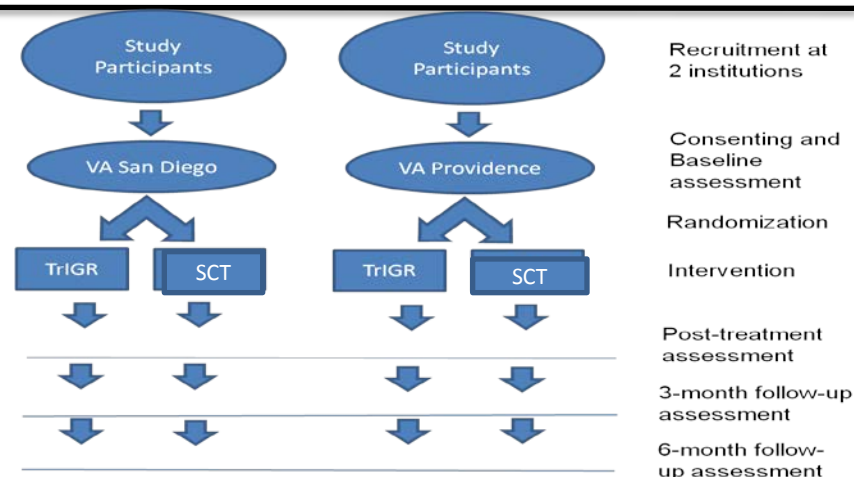 Study
Participants
Study
Participants
Recruitment at
2 institutions
VA San Diego
VA Providence
Consenting and
Baseline
assessment
Randomization
TrIGR
SCT
TrIGR
SCT
Intervention
Post-treatment
assessment
3-month follow-up
assessment
6-month follow-
up assessment